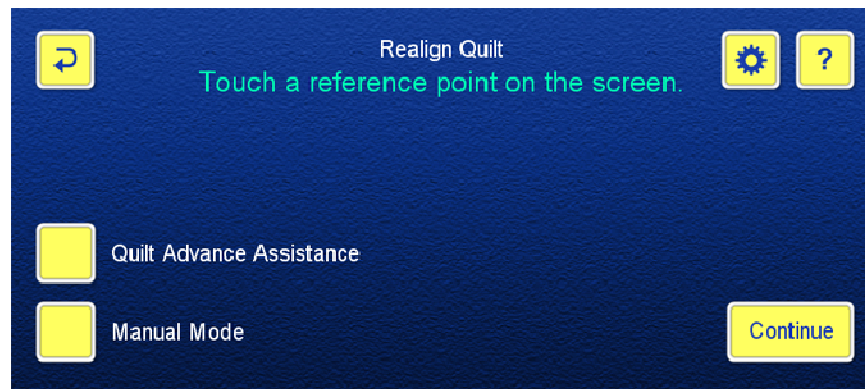 Realign Quilt
Touch a reference point on the screen.
?
Quilt Advance Assistance
Manual Mode
Continue